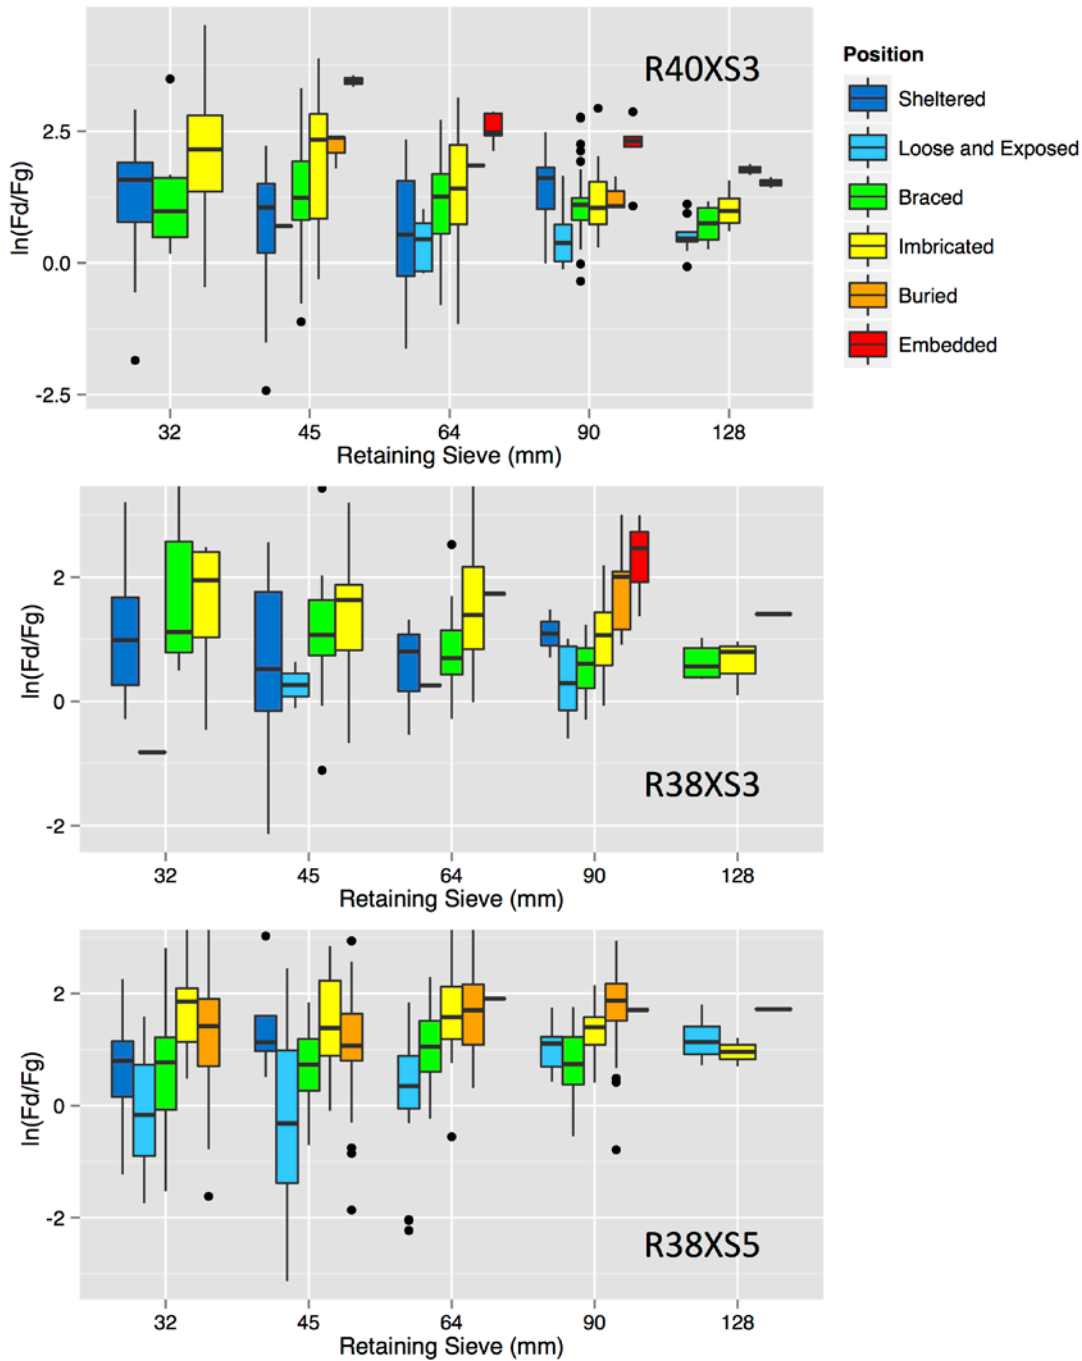 R40XS3
2.5
0.0
-2.5
ln(Fd/Fg)
32 45 64 90 128
Retaining Sieve (mm)
Position
Sheltered
Loose and Exposed
Braced
Imbricated
Buried
Embedded
2
0
-2
ln(Fd/Fg)
R38XS3
32 45 64 90 128
Retaining Sieve (mm)
2
0
-2
ln(Fd/Fg)
R38XS5
32 45 64 90 128
Retaining Sieve (mm)